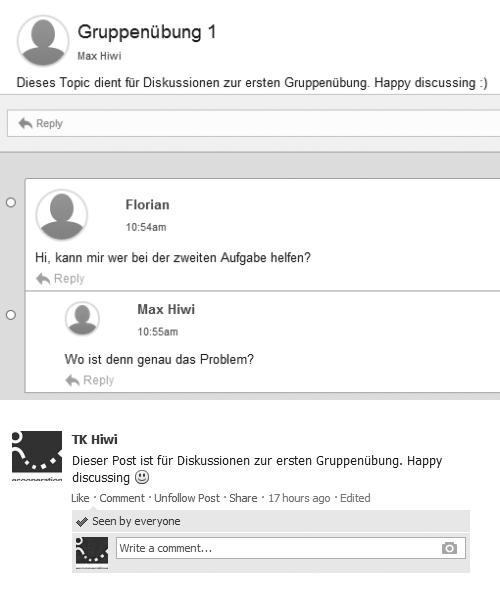 Gruppenübung 1
Max Hiwi
Dieses Topic dient für Diskussionen zur ersten Gruppenübung. Happy discussing :)
Reply
Florian
10:54am
Hi, kann mir wer bei der zweiten Aufgabe helfen?
Reply
Max Hiwi
10:55am
Wo ist denn genau das Problem?
Reply
TK Hiwi
Dieser Post ist für Diskussionen zur ersten Gruppenübung. Happy
discussing 😃
Like · Comment · Unfollow Post · Share · 17 hours ago · Edited
Seen by everyone
Write a comment...